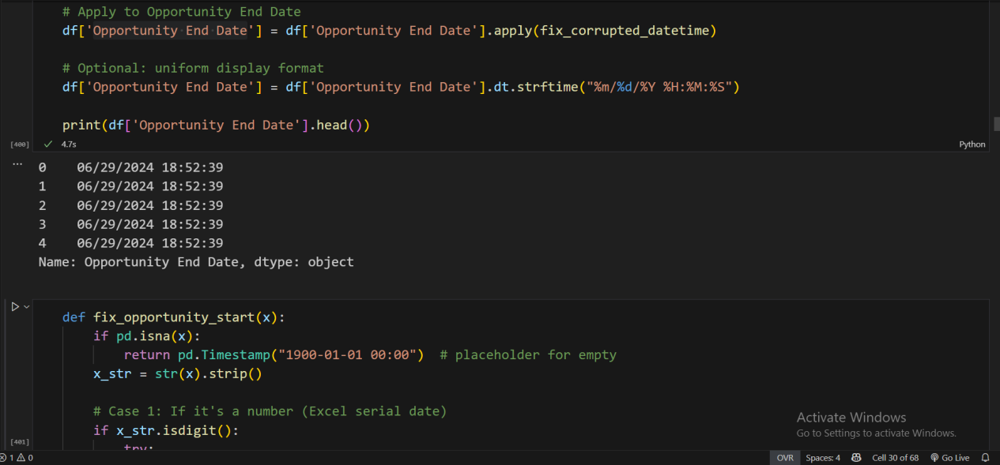 # Apply to Opportunity End Date
df['Opportunity End Date'] = df['Opportunity End Date'].apply(fix_corrupted_datetime)
# Optional: uniform display format
df['Opportunity End Date'] = df['Opportunity End Date'].dt.strftime("%m/%d/%Y %H:%M:%S")
print(df['Opportunity End Date'].head())
[400] ✓ 4.7s Python
...
0 06/29/2024 18:52:39
1 06/29/2024 18:52:39
2 06/29/2024 18:52:39
3 06/29/2024 18:52:39
4 06/29/2024 18:52:39
Name: Opportunity End Date, dtype: object
def fix_opportunity_start(x):
if pd.isna(x):
return pd.Timestamp("1900-01-01 00:00") # placeholder for empty
x_str = str(x).strip()
# Case 1: If it's a number (Excel serial date)
if x_str.isdigit():
try:
[401]
Activate Windows
Go to Settings to activate Windows.
1 0 OVR Spaces: 4 Cell 30 of 68 Go Live